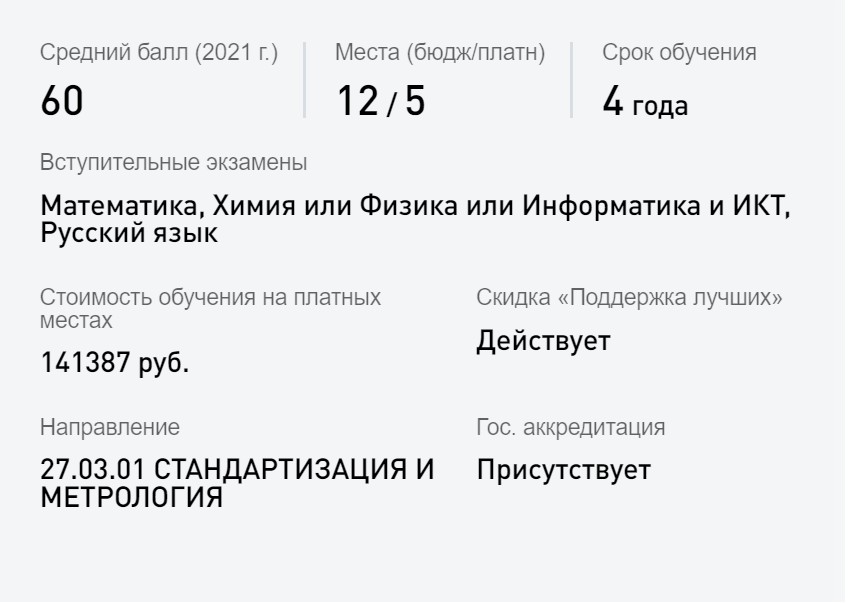 Средний балл (2021 г.)
Места (бюдж/платн)
Срок обучения
60
12 / 5
4 года
Вступительные экзамены
Математика, Химия или Физика или Информатика и ИКТ,
Русский язык
Стоимость обучения на платных
местах
141387 руб.
Скидка «Поддержка лучших»
Действует
Направление
27.03.01 СТАНДАРТИЗАЦИЯ И
МЕТРОЛОГИЯ
Гос. аккредитация
Присутствует